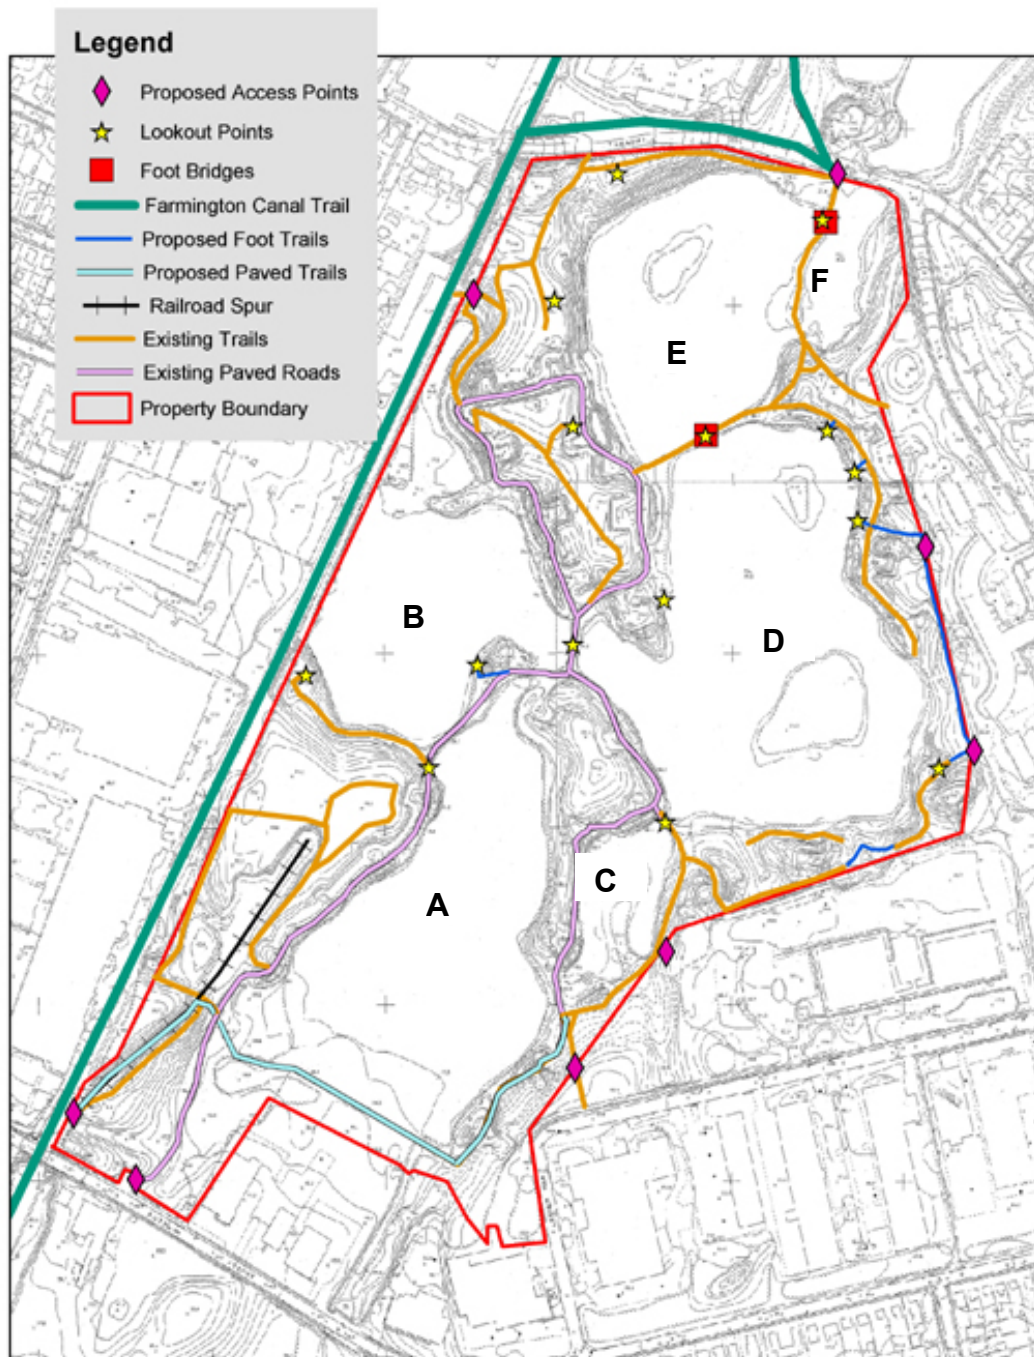 Legend
Proposed Access Points
Lookout Points
Foot Bridges
Farmington Canal Trail
Proposed Foot Trails
Proposed Paved Trails
Railroad Spur
Existing Trails
Existing Paved Roads
Property Boundary
F
E
B
D
C
A